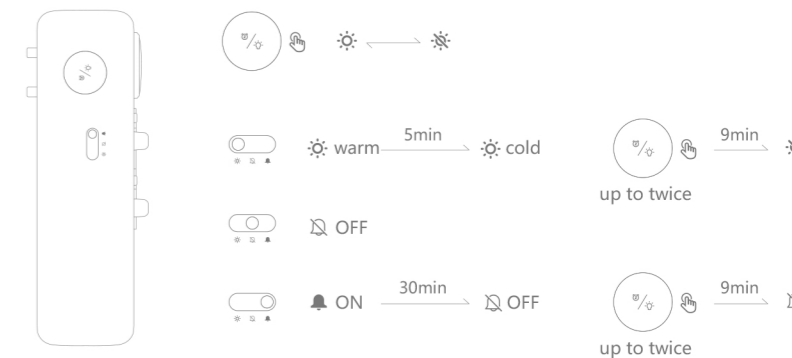 warm 5min cold 9min
up to twice
OFF
ON 30min OFF 9min
up to twice